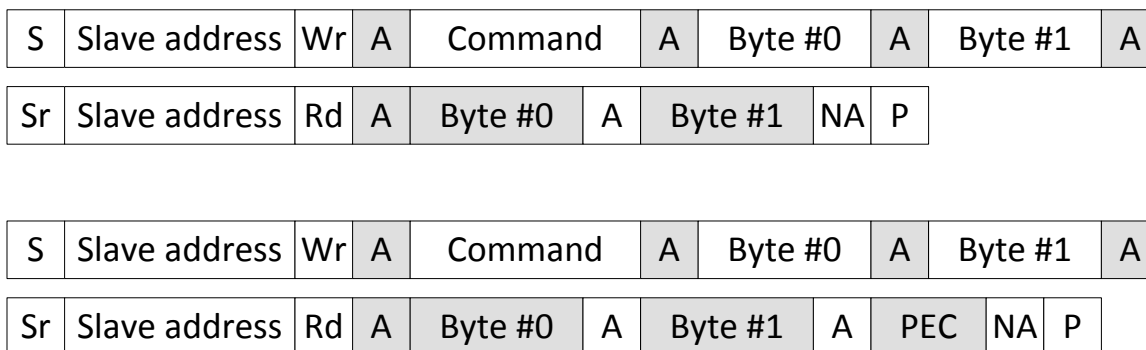 S Slave address Wr A Command A Byte #0 A Byte #1 A
Sr Slave address Rd A Byte #0 A Byte #1 NA P
S Slave address Wr A Command A Byte #0 A Byte #1 A
Sr Slave address Rd A Byte #0 A Byte #1 A PEC NA P